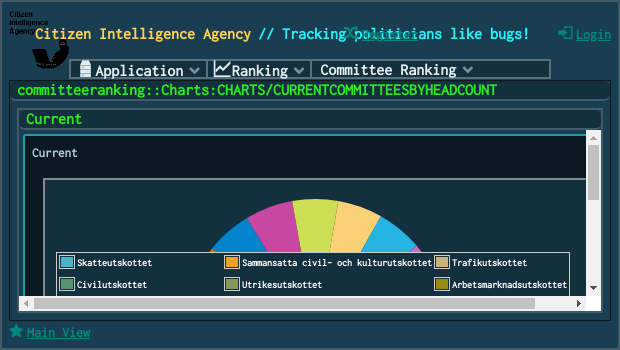 Citizen
Intelligence
Agency
Citizen Intelligence Agency // Tracking politicians like bugs!
Register
Login
Application
Ranking
Committee Ranking
committeeranking::Charts:CHARTS/CURRENTCOMMITTEESBYHEADCOUNT
Current
Current
Skatteutskottet
Sammansatta civil- och kulturutskottet
Trafikutskottet
Civilutskottet
Utrikesutskottet
Arbetsmarknadsutskottet
Main View